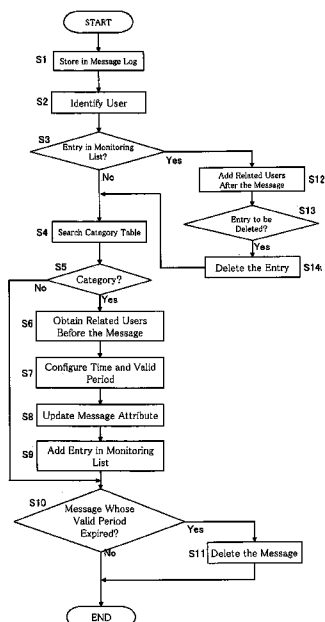 START
S1
Store in Message Log
S2
Identify User
S3
Entry in Monitoring
List?
Yes
No
Add Related Users
After the Message
S12
S13
Entry to be
Deleted?
Yes
Delete the Entry
S14
S4
Search Category Table
S5
Category?
No
Yes
S6
Obtain Related Users
Before the Message
S7
Configure Time and Valid
Period
S8
Update Message Attribute
S9
Add Entry in Monitoring
List
S10
Message Whose
Valid Period
Expired?
Yes
No
S11
Delete the Message
END